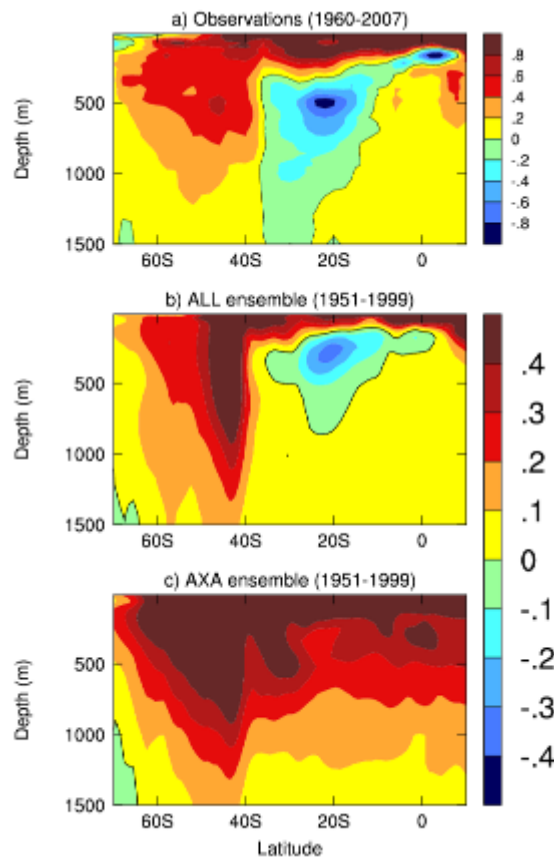 a) Observations (1960-2007)
Depth (m)
500
1000
1500
60S 40S 20S 0
.8
.6
.4
.2
0
-.2
-.4
-.6
-.8
b) ALL ensemble (1951-1999)
Depth (m)
500
1000
1500
60S 40S 20S 0
c) AXA ensemble (1951-1999)
Depth (m)
500
1000
1500
60S 40S 20S 0
Latitude
.4
.3
.2
.1
0
-.1
-.2
-.3
-.4